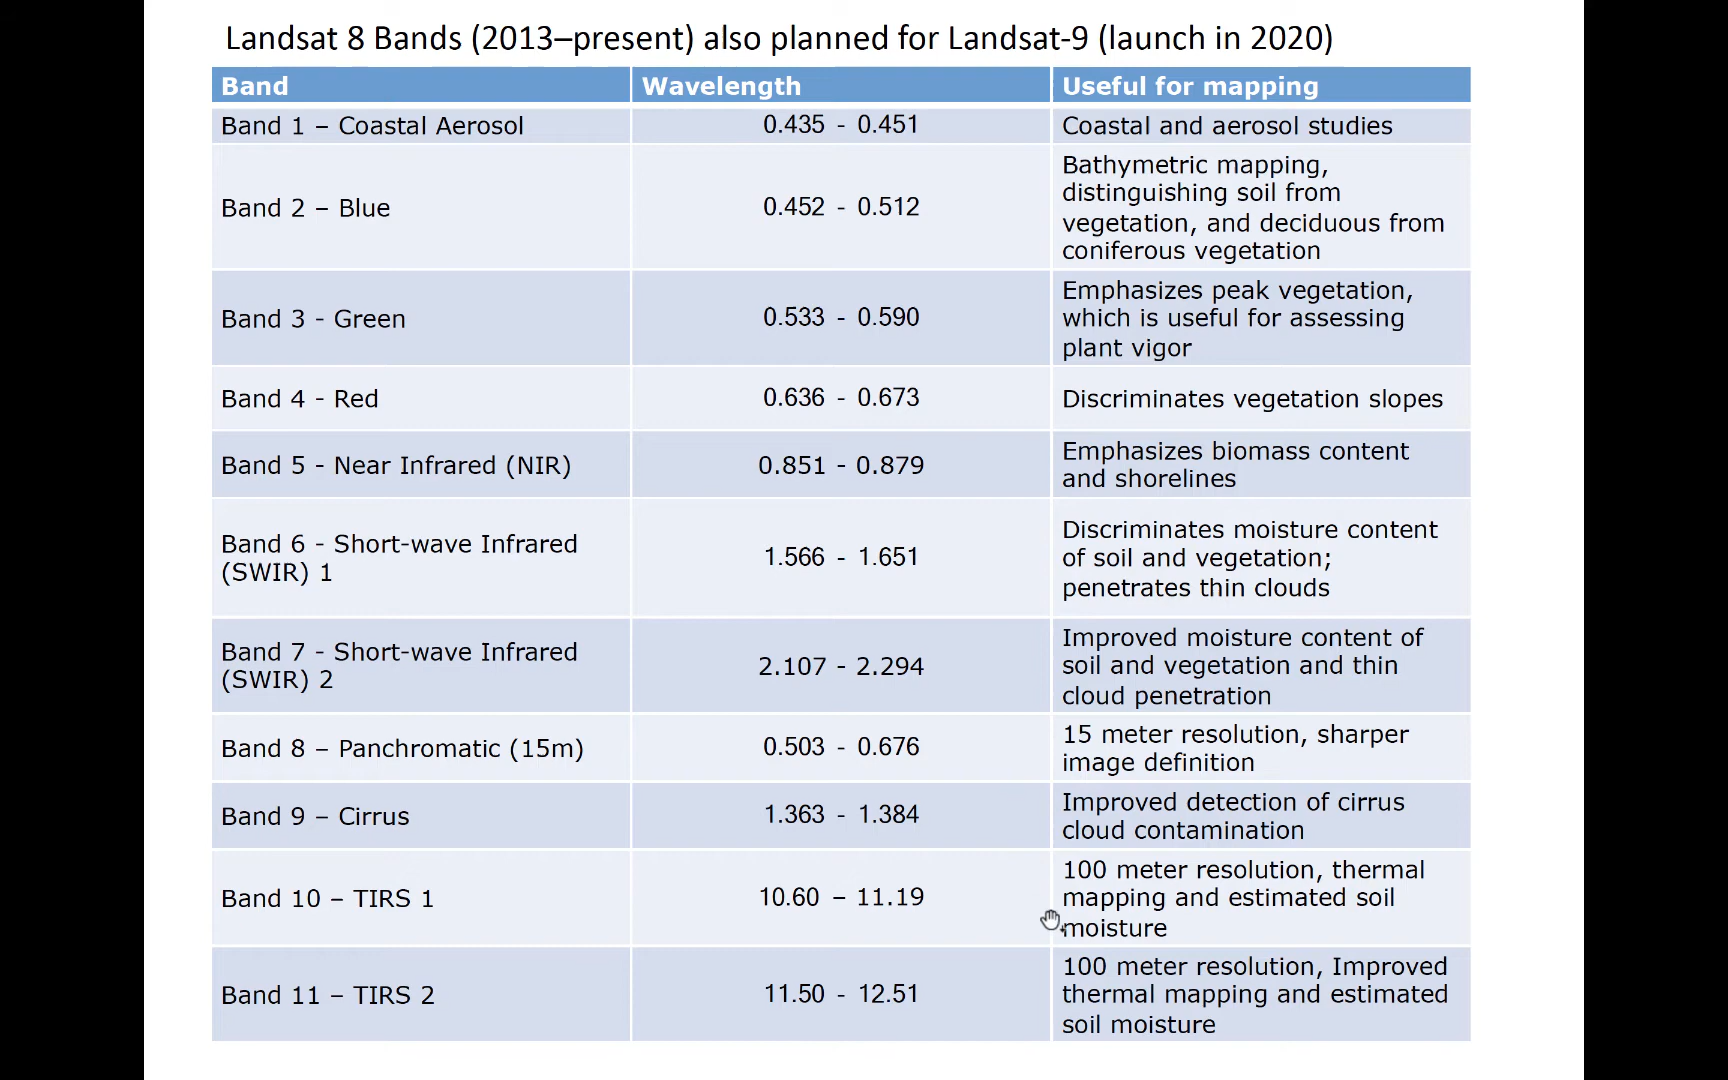 Landsat 8 Bands (2013–present) also planned for Landsat-9 (launch in 2020)
Band Wavelength Useful for mapping
Band 1 – Coastal Aerosol 0.435 - 0.451 Coastal and aerosol studies
Band 2 – Blue 0.452 - 0.512 Bathymetric mapping,
distinguishing soil from
vegetation, and deciduous from
coniferous vegetation
Band 3 - Green 0.533 - 0.590 Emphasizes peak vegetation,
which is useful for assessing
plant vigor
Band 4 - Red 0.636 - 0.673 Discriminates vegetation slopes
Band 5 - Near Infrared (NIR) 0.851 - 0.879 Emphasizes biomass content
and shorelines
Band 6 - Short-wave Infrared
(SWIR) 1 1.566 - 1.651 Discriminates moisture content
of soil and vegetation;
penetrates thin clouds
Band 7 - Short-wave Infrared
(SWIR) 2 2.107 - 2.294 Improved moisture content of
soil and vegetation and thin
cloud penetration
Band 8 – Panchromatic (15m) 0.503 - 0.676 15 meter resolution, sharper
image definition
Band 9 – Cirrus 1.363 - 1.384 Improved detection of cirrus
cloud contamination
Band 10 – TIRS 1 10.60 – 11.19 100 meter resolution, thermal
mapping and estimated soil
moisture
Band 11 – TIRS 2 11.50 - 12.51 100 meter resolution, Improved
thermal mapping and estimated
soil moisture